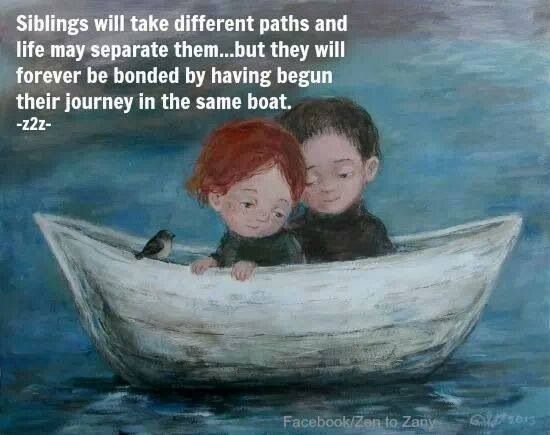 Siblings will take different paths and
life may separate them...but they will
forever be bonded by having begun
their journey in the same boat.
-z2z-
Facebook/Zen to Zany
2013